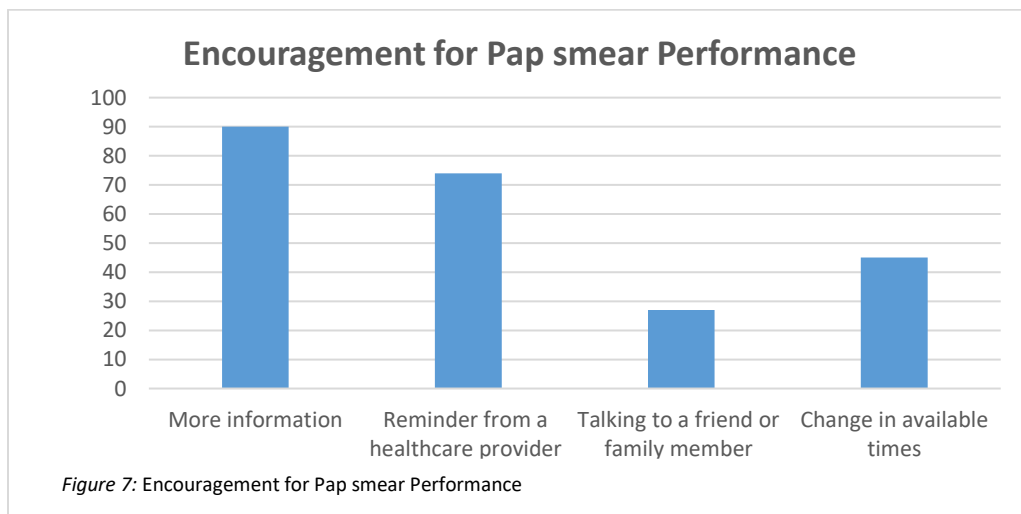 Encouragement for Pap smear Performance
100
90
80
70
60
50
40
30
20
10
0
More information
Reminder from a
healthcare provider
Talking to a friend or
family member
Change in available
times
Figure 7: Encouragement for Pap smear Performance